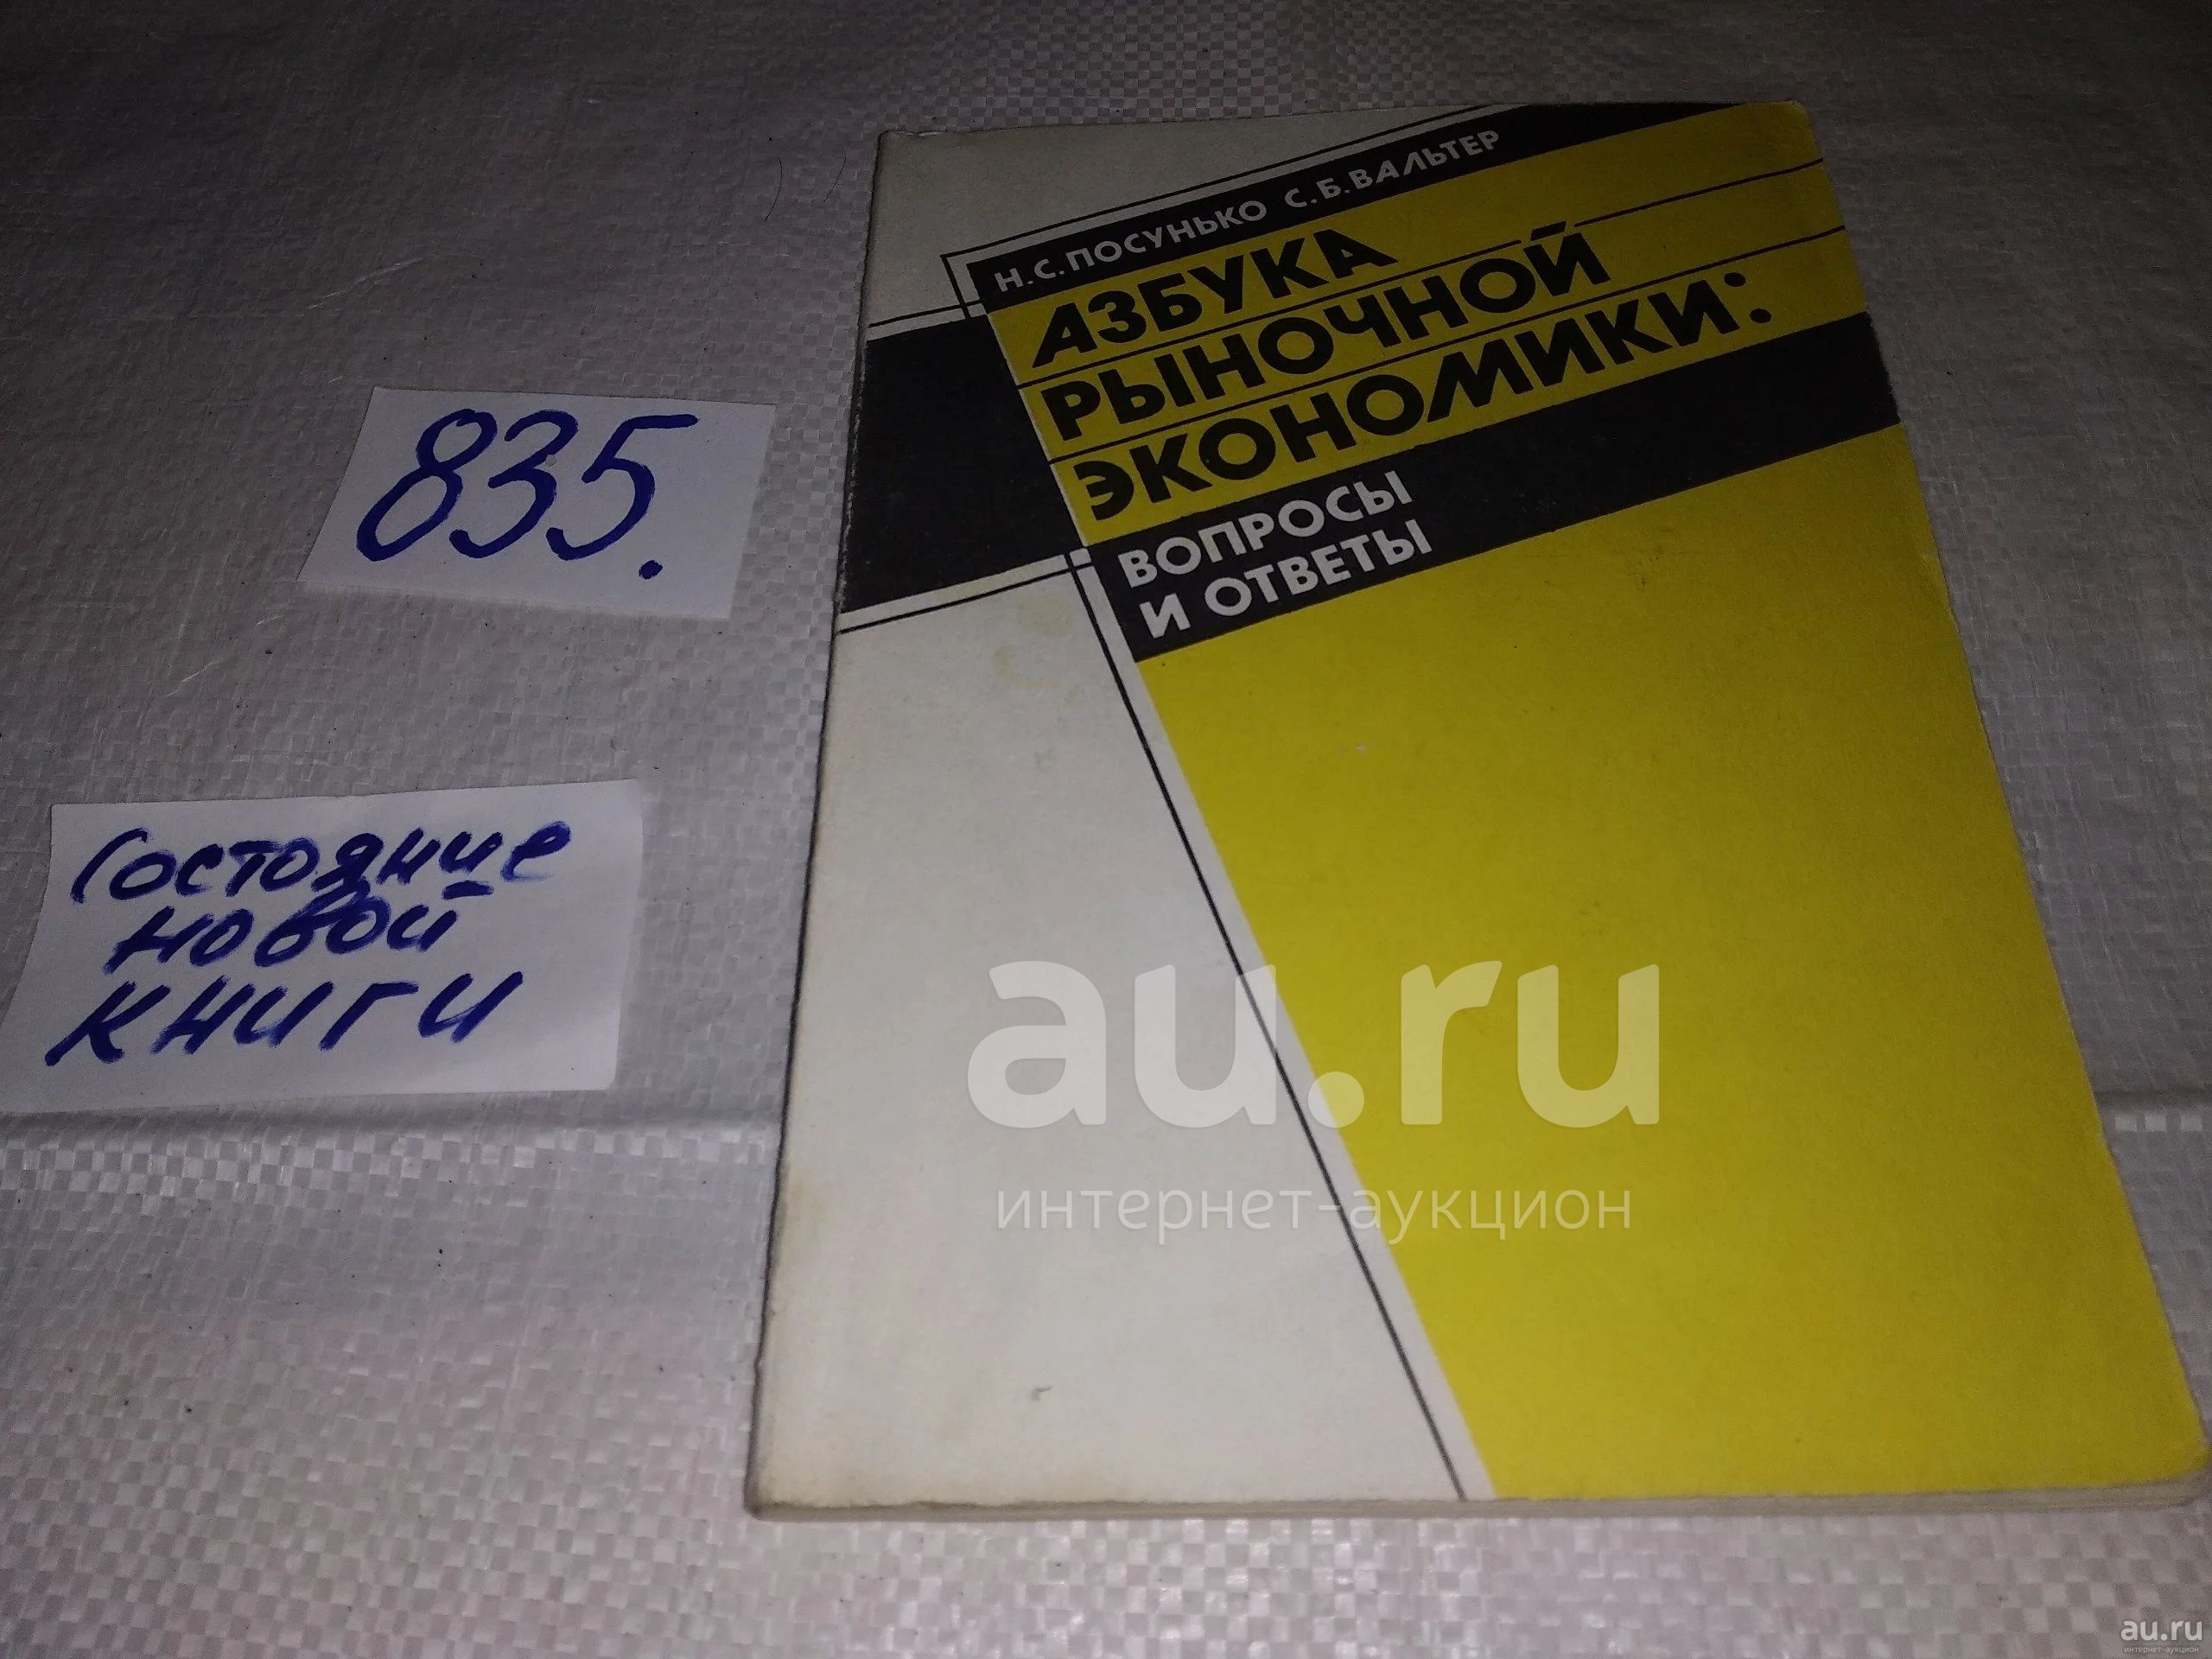 Н.С.ПОСУНЬКО С.Б.ВАЛЬТЕР
АЗБУКА
РЫНОЧНОЙ
ЭКОНОМИКИ:
ВОПРОСЫ
И ОТВЕТЫ
835.
Состояние
новой
книги
au.ru
интернет-аукцион
au.ru
интернет-аукцион